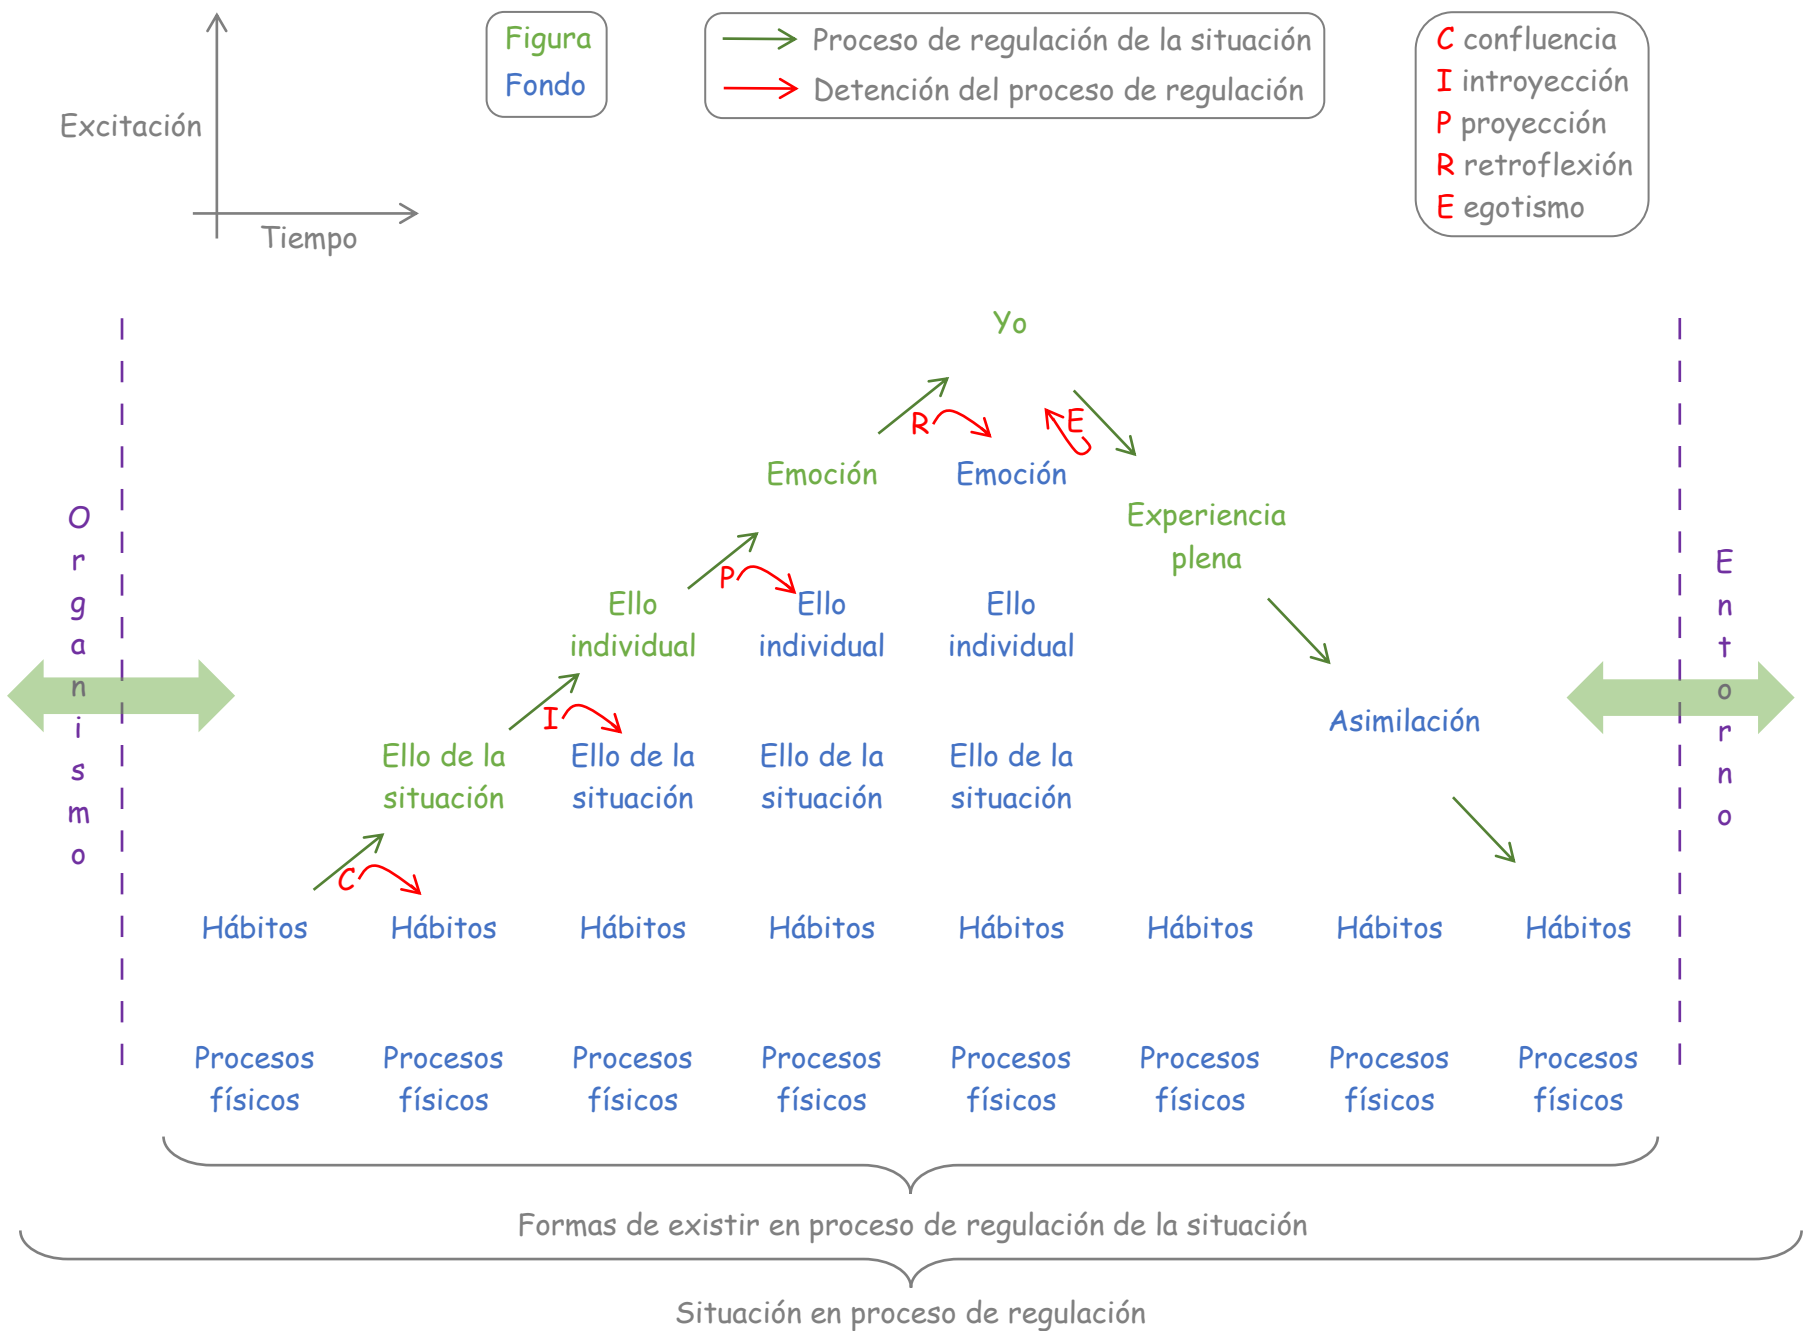 Figura
Fondo
Proceso de regulación de la situación
Detención del proceso de regulación
C confluencia
I introyección
P proyección
R retroflexión
E egotismo
Excitación
Tiempo
Yo
R
E
Emoción
Emoción
Experiencia
plena
P
Ello
individual
Ello
individual
Ello
individual
I
Asimilación
Ello de la
situación
Ello de la
situación
Ello de la
situación
Ello de la
situación
C
Organismo
Entorno
Hábitos Hábitos Hábitos Hábitos Hábitos Hábitos Hábitos Hábitos
Procesos Procesos Procesos Procesos Procesos Procesos Procesos Procesos
físicos físicos físicos físicos físicos físicos físicos físicos
Formas de existir en proceso de regulación de la situación
Situación en proceso de regulación